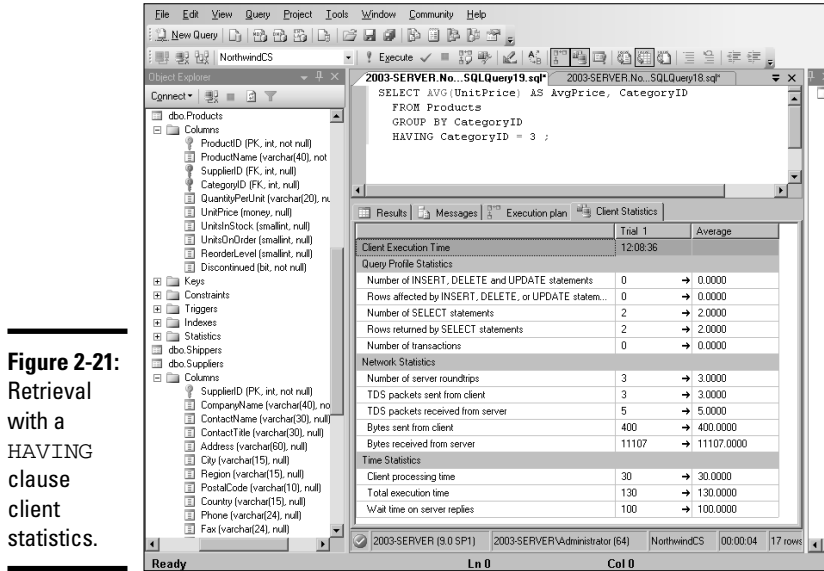 File Edit View Query Project Tools Window Community Help
New Query
NorthwindCS
Execute
Object Explorer
Connect
dbo.Products
Columns
ProductID (PK, int, not null)
ProductName (varchar(40), not
SupplierID (FK, int, null)
CategoryID (FK, int, null)
QuantityPerUnit (varchar(20), nu
UnitPrice (money, null)
UnitsInStock (smallint, null)
UnitsOnOrder (smallint, null)
ReorderLevel (smallint, null)
Discontinued (bit, not null)
Keys
Constraints
Triggers
Indexes
Statistics
dbo.Shippers
dbo.Suppliers
Columns
SupplierID (PK, int, not null)
CompanyName (varchar(40), no
ContactName (varchar(30), null)
ContactTitle (varchar(30), null)
Address (varchar(60), null)
City (varchar(15), null)
Region (varchar(15), null)
PostalCode (varchar(10), null)
Country (varchar(15), null)
Phone (varchar(24), null)
Fax (varchar(24), null)
2003-SERVER.No...SQLQuery19.sql* 2003-SERVER.No...SQLQuery18.sql*
SELECT AVG(UnitPrice) AS AvgPrice, CategoryID
FROM Products
GROUP BY CategoryID
HAVING CategoryID = 3 ;
Results Messages Execution plan Client Statistics
Trial 1 Average
Client Execution Time 12:08:36
Query Profile Statistics
Number of INSERT, DELETE and UPDATE statements 0 → 0.0000
Rows affected by INSERT, DELETE, or UPDATE statem... 0 → 0.0000
Number of SELECT statements 2 → 2.0000
Rows returned by SELECT statements 2 → 2.0000
Number of transactions 0 → 0.0000
Network Statistics
Number of server roundtrips 3 → 3.0000
TDS packets sent from client 3 → 3.0000
TDS packets received from server 5 → 5.0000
Bytes sent from client 400 → 400.0000
Bytes received from server 11107 → 11107.0000
Time Statistics
Client processing time 30 → 30.0000
Total execution time 130 → 130.0000
Wait time on server replies 100 → 100.0000
2003-SERVER (9.0 SP1) 2003-SERVER\Administrator (64) NorthwindCS 00:00:04 17 rows
Ready Ln 0 Col 0
Figure 2-21:
Retrieval
with a
HAVING
clause
client
statistics.